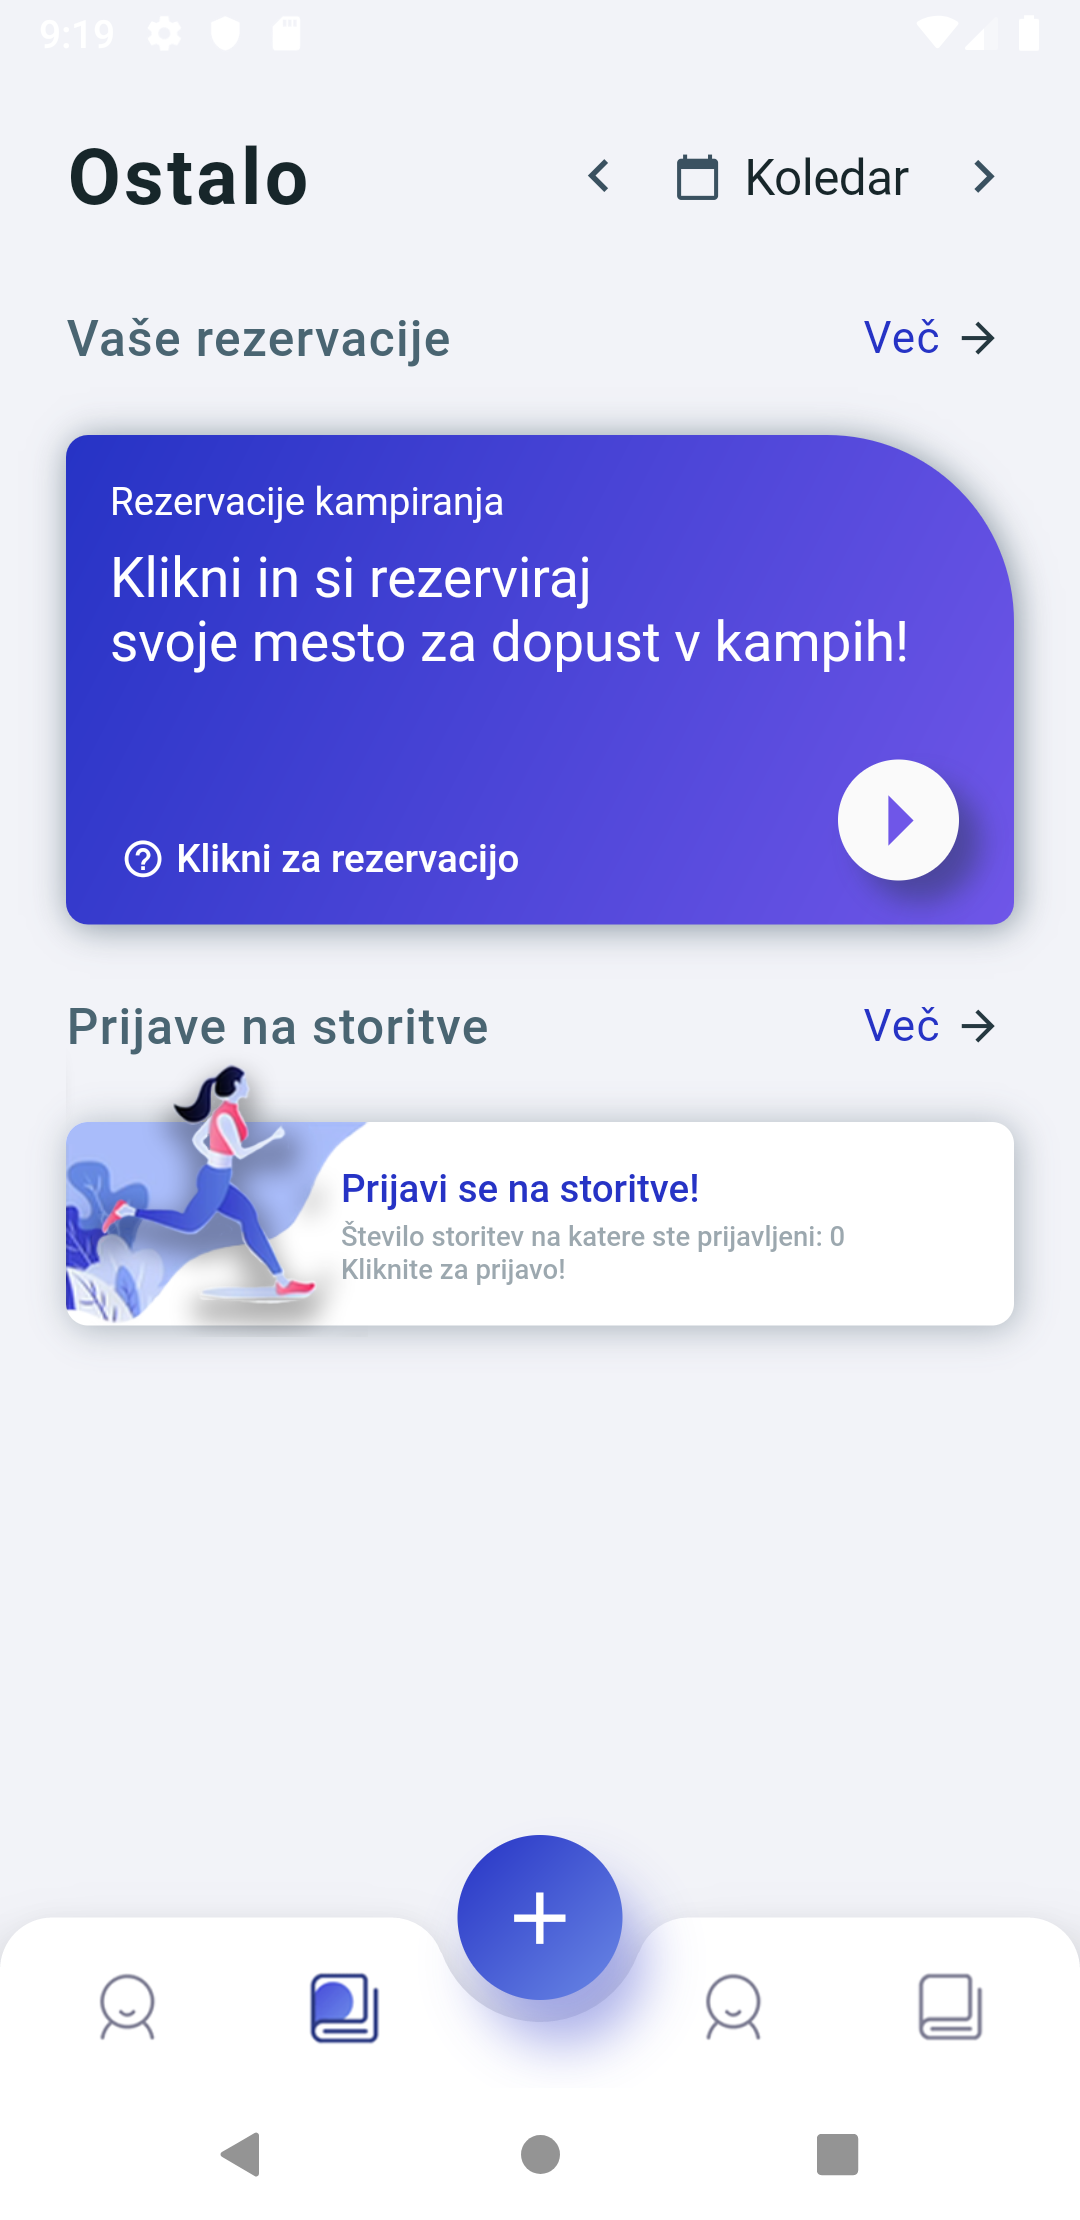 9:19
Ostalo
Koledar
Vaše rezervacije
Več
Rezervacije kampiranja
Klikni in si rezerviraj
svoje mesto za dopust v kampih!
Klikni za rezervacijo
Prijave na storitve
Več
Prijavi se na storitve!
Število storitev na katere ste prijavljeni: 0
Kliknite za prijavo!